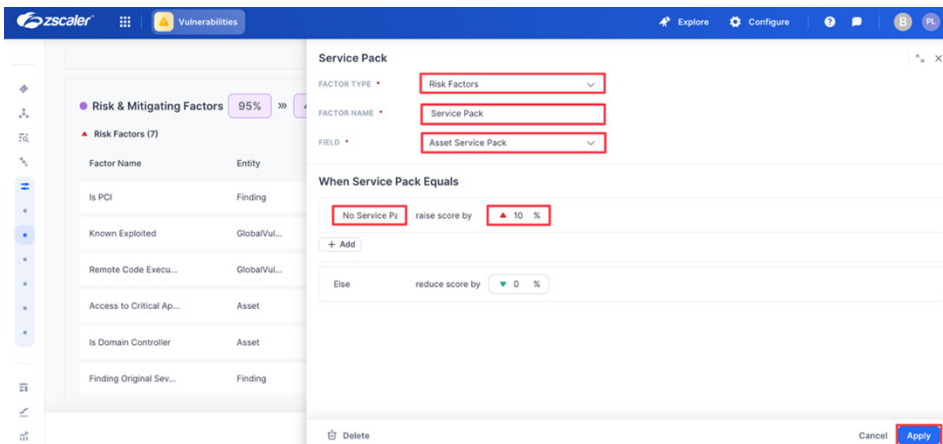 zscaler
Vulnerabilities
Explore
Configure
B
PL
Risk & Mitigating Factors 95%
Risk Factors (7)
Factor Name Entity
Is PCI Finding
Known Exploited GlobalVul...
Remote Code Execu... GlobalVul...
Access to Critical Ap... Asset
Is Domain Controller Asset
Finding Original Sev... Finding
Service Pack
FACTOR TYPE * Risk Factors
FACTOR NAME * Service Pack
FIELD * Asset Service Pack
When Service Pack Equals
No Service Pa raise score by 10 %
+ Add
Else reduce score by 0 %
Delete
Cancel
Apply